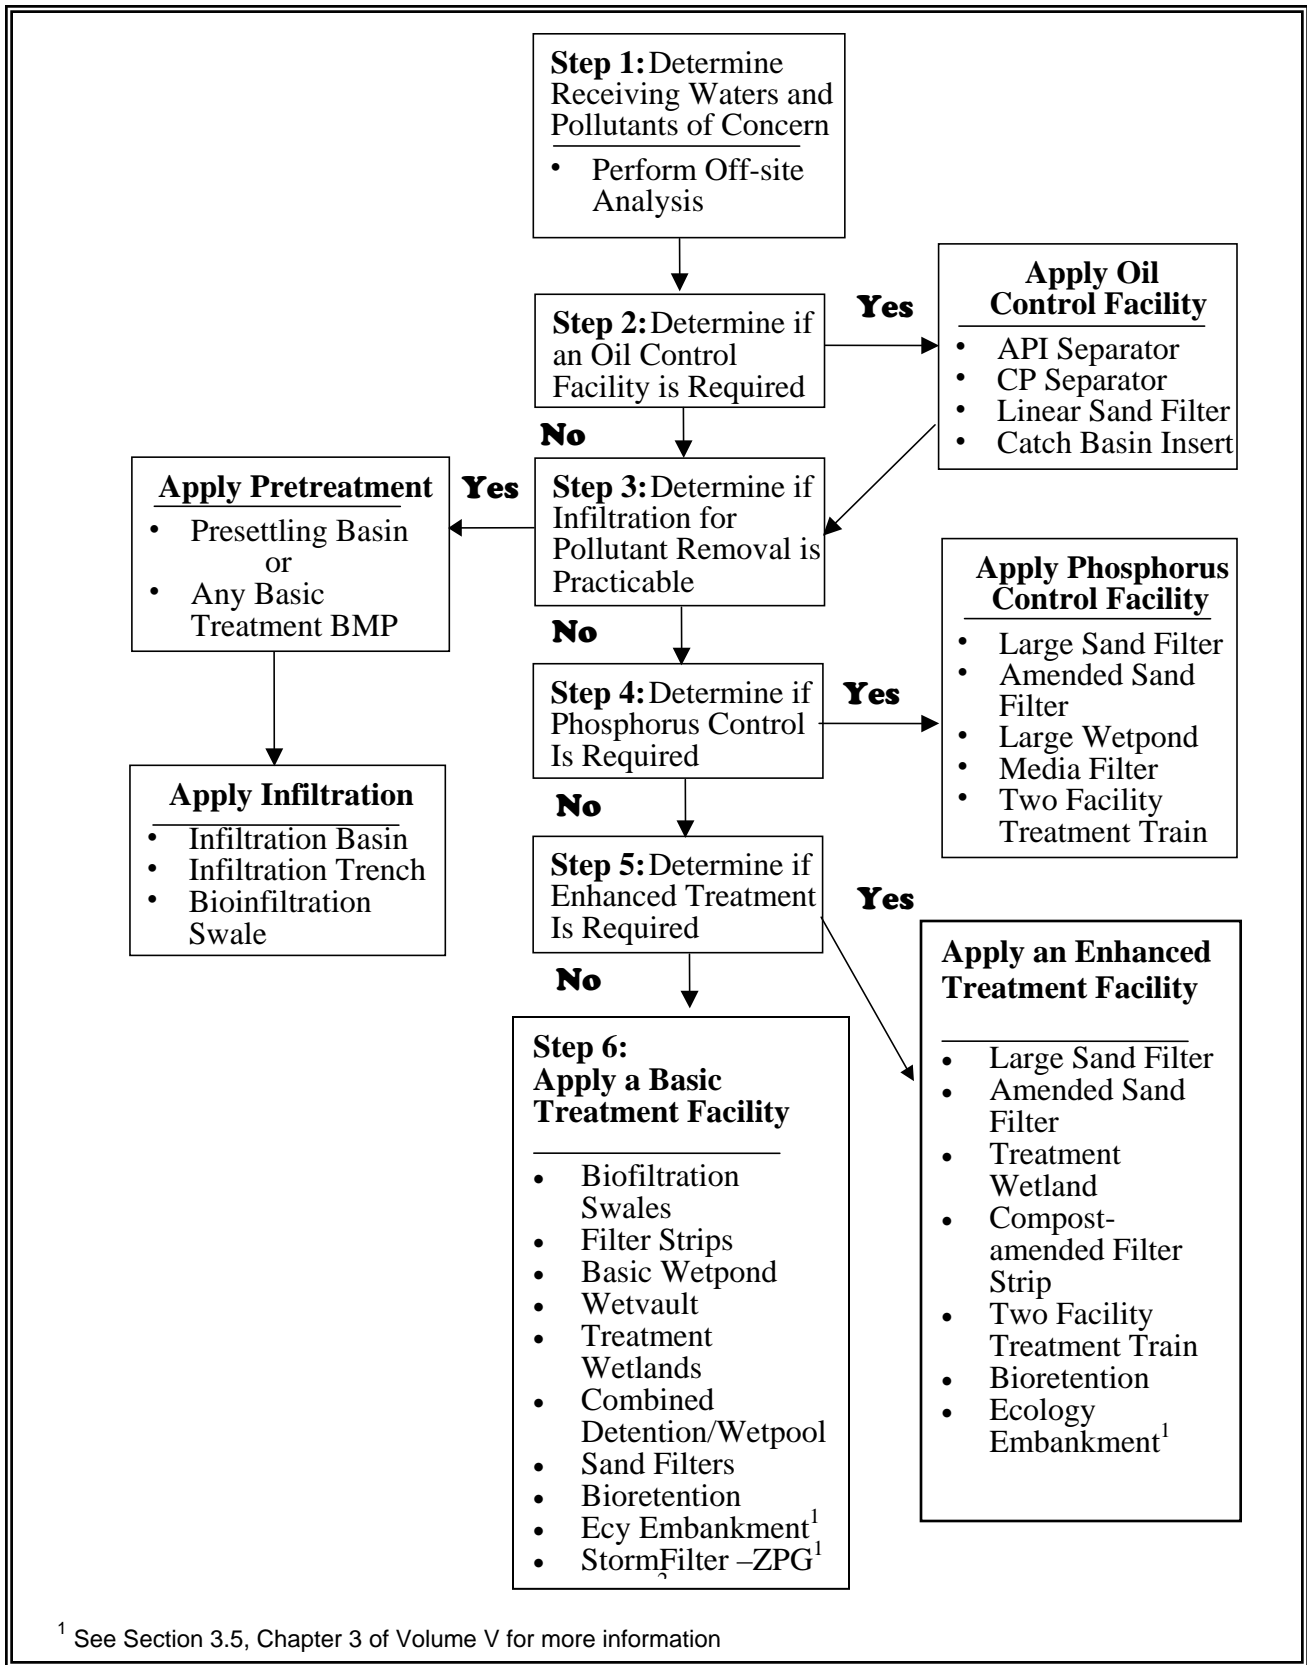 Step 1: Determine
Receiving Waters and
Pollutants of Concern
• Perform Off-site
Analysis
Yes
Apply Oil
Control Facility
• API Separator
• CP Separator
• Linear Sand Filter
• Catch Basin Insert
Step 2: Determine if
an Oil Control
Facility is Required
No
Step 3: Determine if
Infiltration for
Pollutant Removal is
Practicable
Yes
Apply Pretreatment
• Presettling Basin
or
• Any Basic
Treatment BMP
Apply Infiltration
• Infiltration Basin
• Infiltration Trench
• Bioinfiltration
Swale
No
Step 4: Determine if
Phosphorus Control
Is Required
Yes
Apply Phosphorus
Control Facility
• Large Sand Filter
• Amended Sand
Filter
• Large Wetpond
• Media Filter
• Two Facility
Treatment Train
No
Step 5: Determine if
Enhanced Treatment
Is Required
Yes
Apply an Enhanced
Treatment Facility
• Large Sand Filter
• Amended Sand
Filter
• Treatment
Wetland
• Compost-
amended Filter
Strip
• Two Facility
Treatment Train
• Bioretention
• Ecology
Embankment¹
No
Step 6:
Apply a Basic
Treatment Facility
• Biofiltration
Swales
• Filter Strips
• Basic Wetpond
• Wetvault
• Treatment
Wetlands
• Combined
Detention/Wetpool
• Sand Filters
• Bioretention
• Ecy Embankment¹
• StormFilter –ZPG¹
¹ See Section 3.5, Chapter 3 of Volume V for more information